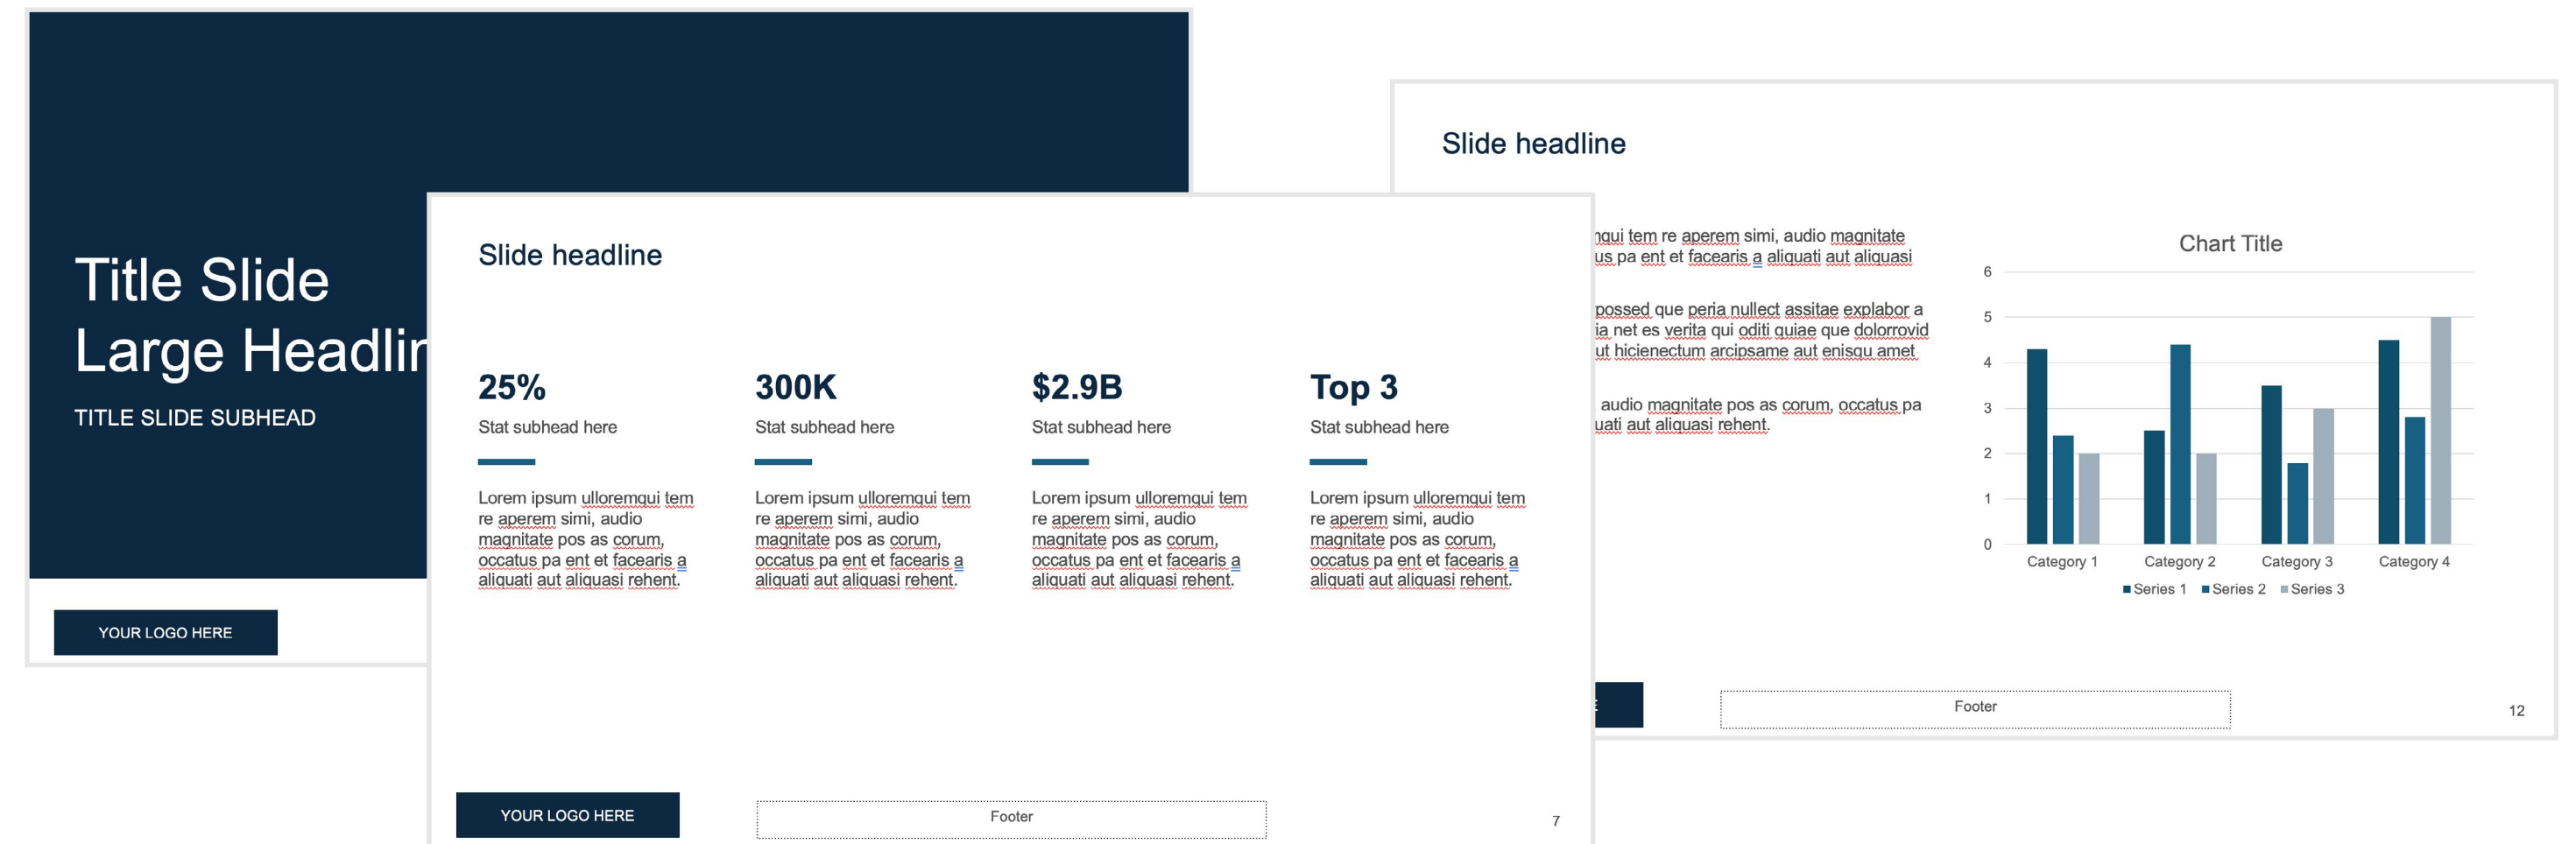 Title Slide
Large Headlin
TITLE SLIDE SUBHEAD
YOUR LOGO HERE
Slide headline
25%
Stat subhead here
Lorem ipsum ulloremqui tem
re aperem simi, audio
magnitate pos as corum,
occatus pa ent et facearis a
aliquati aut aliquasi rehent.
300K
Stat subhead here
Lorem ipsum ulloremqui tem
re aperem simi, audio
magnitate pos as corum,
occatus pa ent et facearis a
aliquati aut aliquasi rehent.
$2.9B
Stat subhead here
Lorem ipsum ulloremqui tem
re aperem simi, audio
magnitate pos as corum,
occatus pa ent et facearis a
aliquati aut aliquasi rehent.
Top 3
Stat subhead here
Lorem ipsum ulloremqui tem
re aperem simi, audio
magnitate pos as corum,
occatus pa ent et facearis a
aliquati aut aliquasi rehent.
YOUR LOGO HERE
Footer
7
Slide headline
tem re aperem simi, audio magnitate
pa ent et facearis a aliquati aut aliquasi
possed que peria nullect assitae explabor a
net es verita qui oditi quiae que dolorrovid
ut hicienectum arcipsame aut enisqu amet
audio magnitate pos as corum, occatus pa
aut aliquasi rehent.
Chart Title
6
5
4
3
2
1
0
Category 1 Category 2 Category 3 Category 4
Series 1 Series 2 Series 3
Footer
12